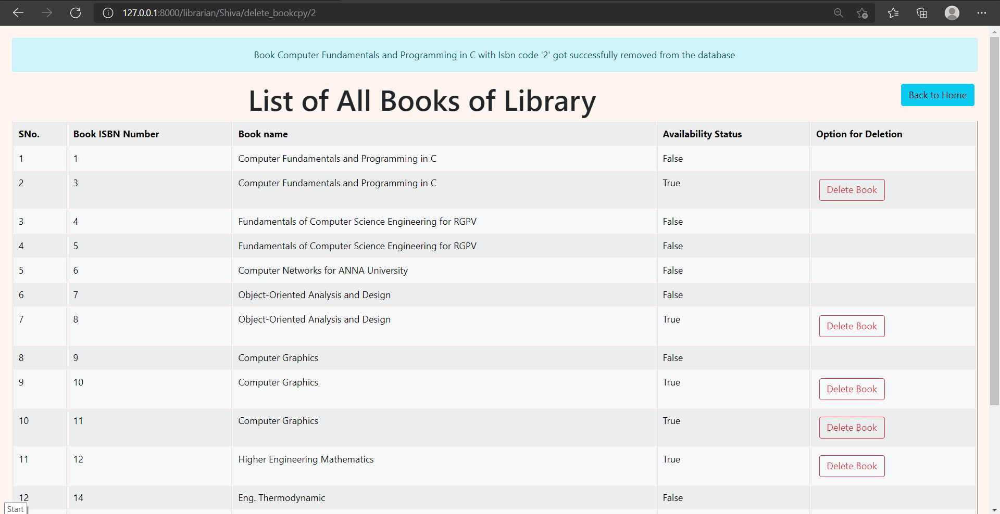 127.0.0.1:8000/librarian/Shiva/delete_bookcpy/2
Book Computer Fundamentals and Programming in C with Isbn code '2' got successfully removed from the database
List of All Books of Library
Back to Home
SNo. Book ISBN Number Book name Availability Status Option for Deletion
1 1 Computer Fundamentals and Programming in C False
2 3 Computer Fundamentals and Programming in C True Delete Book
3 4 Fundamentals of Computer Science Engineering for RGPV False
4 5 Fundamentals of Computer Science Engineering for RGPV False
5 6 Computer Networks for ANNA University False
6 7 Object-Oriented Analysis and Design False
7 8 Object-Oriented Analysis and Design True Delete Book
8 9 Computer Graphics False
9 10 Computer Graphics True Delete Book
10 11 Computer Graphics True Delete Book
11 12 Higher Engineering Mathematics True Delete Book
12 14 Eng. Thermodynamic False
Start